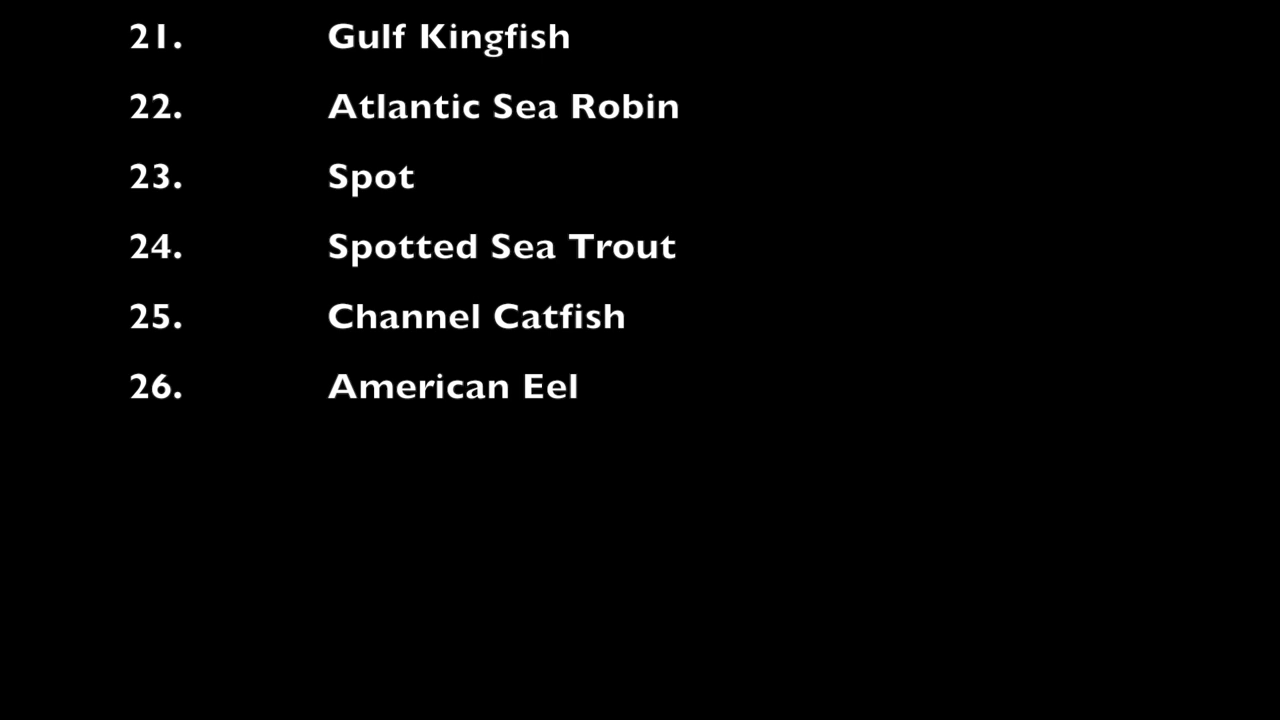 21. Gulf Kingfish
22. Atlantic Sea Robin
23. Spot
24. Spotted Sea Trout
25. Channel Catfish
26. American Eel